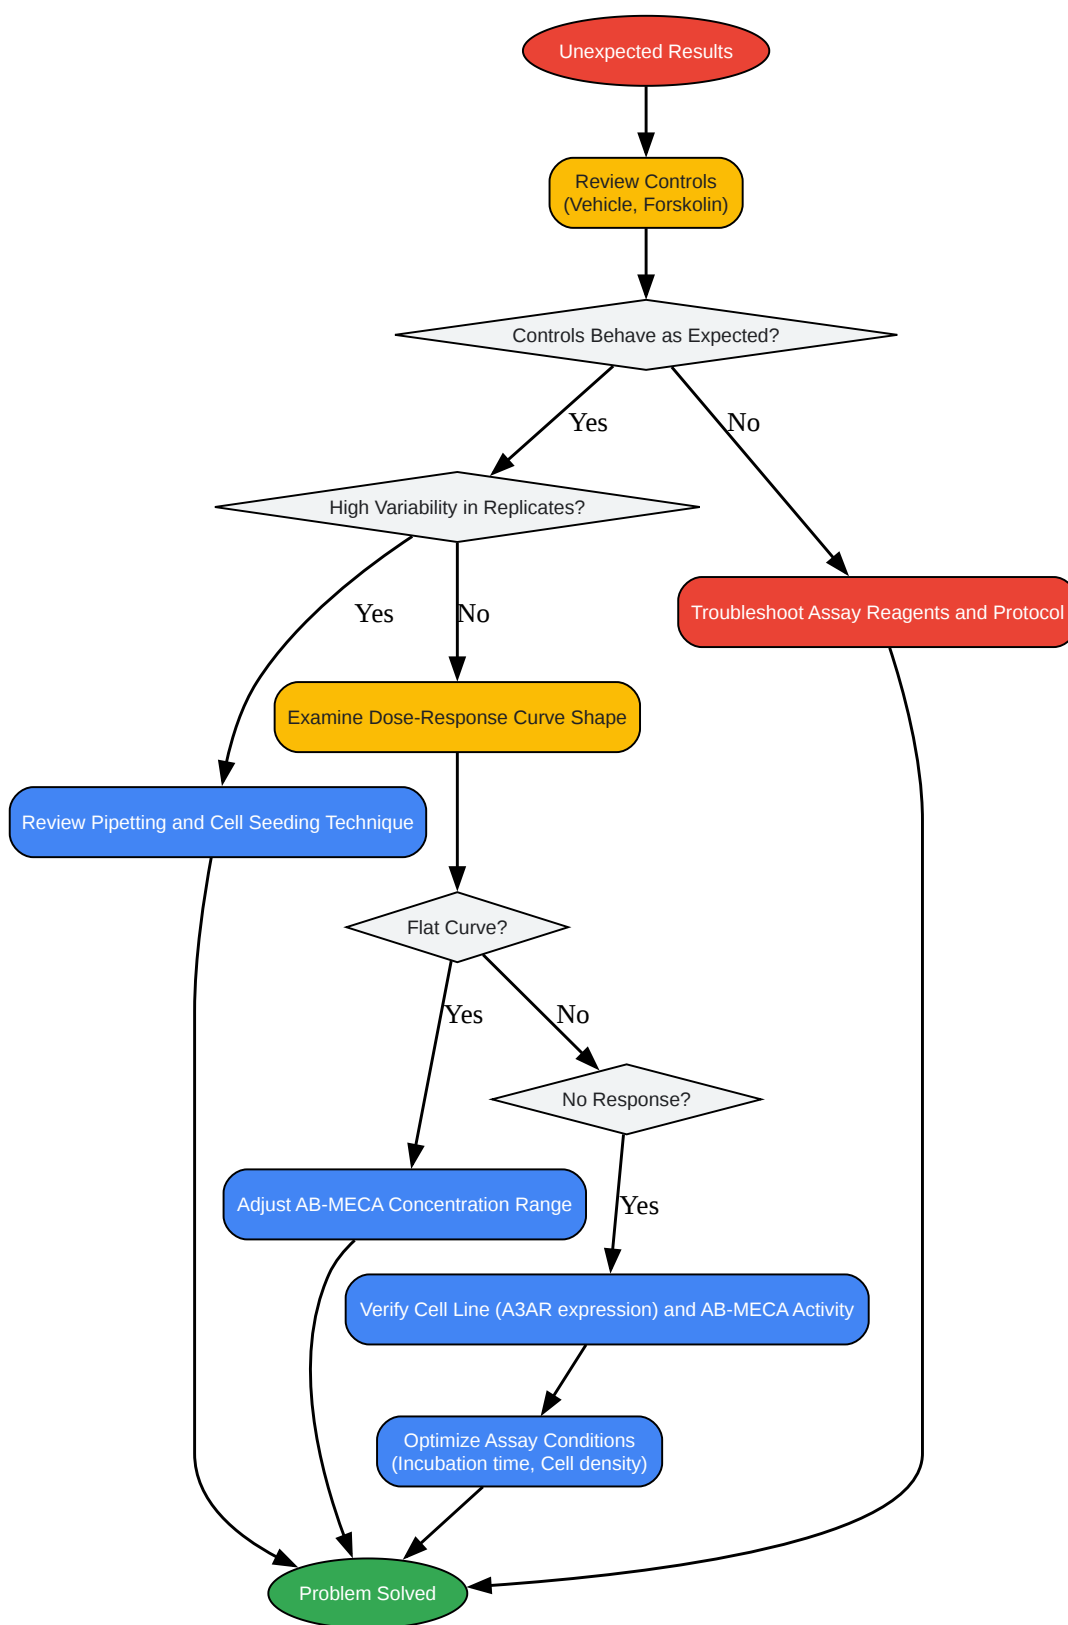 Unexpected Results
Review Controls
(Vehicle, Forskolin)
Controls Behave as Expected?
Yes
No
High Variability in Replicates?
Yes
No
Troubleshoot Assay Reagents and Protocol
Examine Dose-Response Curve Shape
Review Pipetting and Cell Seeding Technique
Flat Curve?
Yes
No
No Response?
Adjust AB-MECA Concentration Range
Yes
Verify Cell Line (A3AR expression) and AB-MECA Activity
Optimize Assay Conditions
(Incubation time, Cell density)
Problem Solved